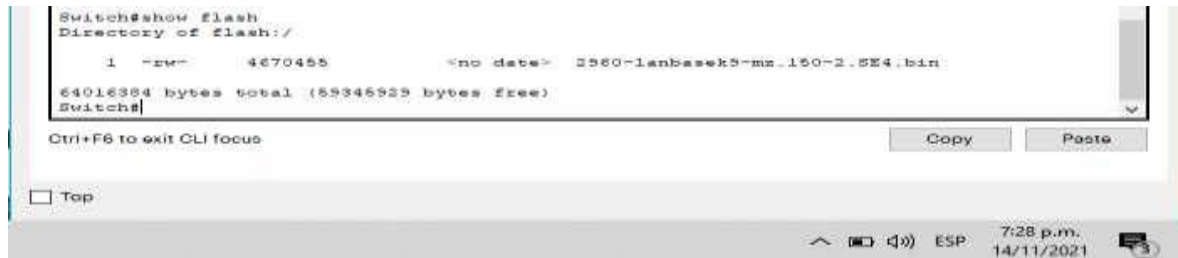 Switch#show flash
Directory of flash:/
1 -rw- 4670455 <no date> 2960-lanbasek9-mz.150-2.SE4.bin
64016384 bytes total (59345929 bytes free)
Switch#
Ctrl+F6 to exit CLI focus
Copy Paste
Top
ESP 7:28 p.m.
14/11/2021
3